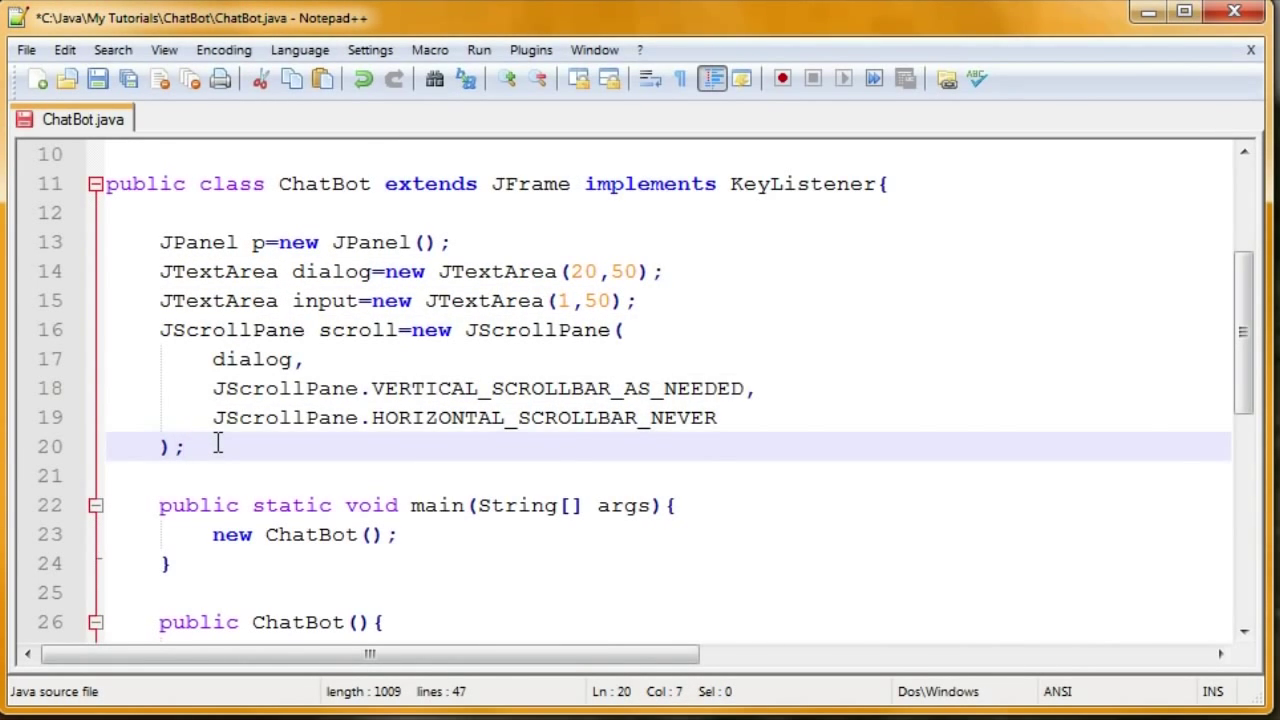 *C:\Java\My Tutorials\ChatBot\ChatBot.java - Notepad++
File Edit Search View Encoding Language Settings Macro Run Plugins Window ? X
ABC
ChatBot.java
10
11 public class ChatBot extends JFrame implements KeyListener{
12
13 JPanel p=new JPanel();
14 JTextArea dialog=new JTextArea(20,50);
15 JTextArea input=new JTextArea(1,50);
16 JScrollPane scroll=new JScrollPane(
17 dialog,
18 JScrollPane.VERTICAL_SCROLLBAR_AS_NEEDED,
19 JScrollPane.HORIZONTAL_SCROLLBAR_NEVER
20 );
21
22 public static void main(String[] args){
23 new ChatBot();
24 }
25
26 public ChatBot(){
Java source file length : 1009 lines : 47 Ln : 20 Col : 7 Sel : 0 Dos\Windows ANSI INS